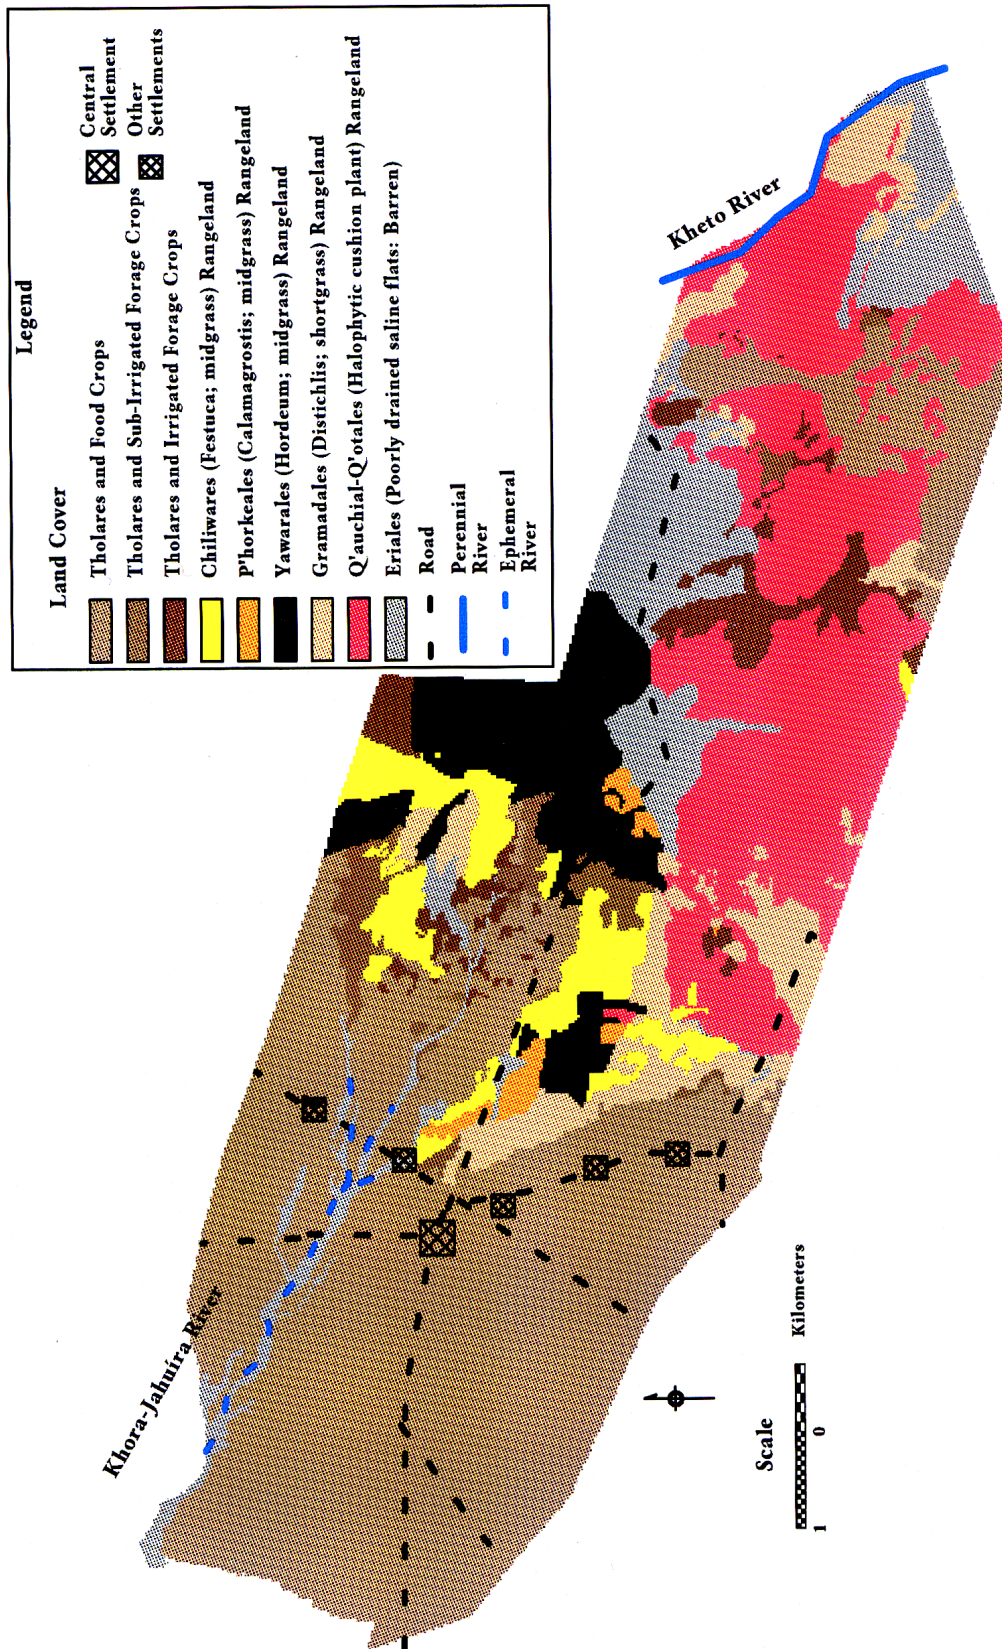 Legend
Land Cover
Tholares and Food Crops
Tholares and Sub-Irrigated Forage Crops
Tholares and Irrigated Forage Crops
Chiliwares (Festuca; midgrass) Rangeland
P'horkeales (Calamagrostis; midgrass) Rangeland
Yawarales (Hordeum; midgrass) Rangeland
Gramadales (Distichlis; shortgrass) Rangeland
Q'auchial-Q'otales (Halophytic cushion plant) Rangeland
Eriales (Poorly drained saline flats: Barren)
Road
Perennial
River
Ephemeral
River
Central
Settlement
Other
Settlements
Kheto River
Khora-Jahuíra River
Scale
1 0 Kilometers